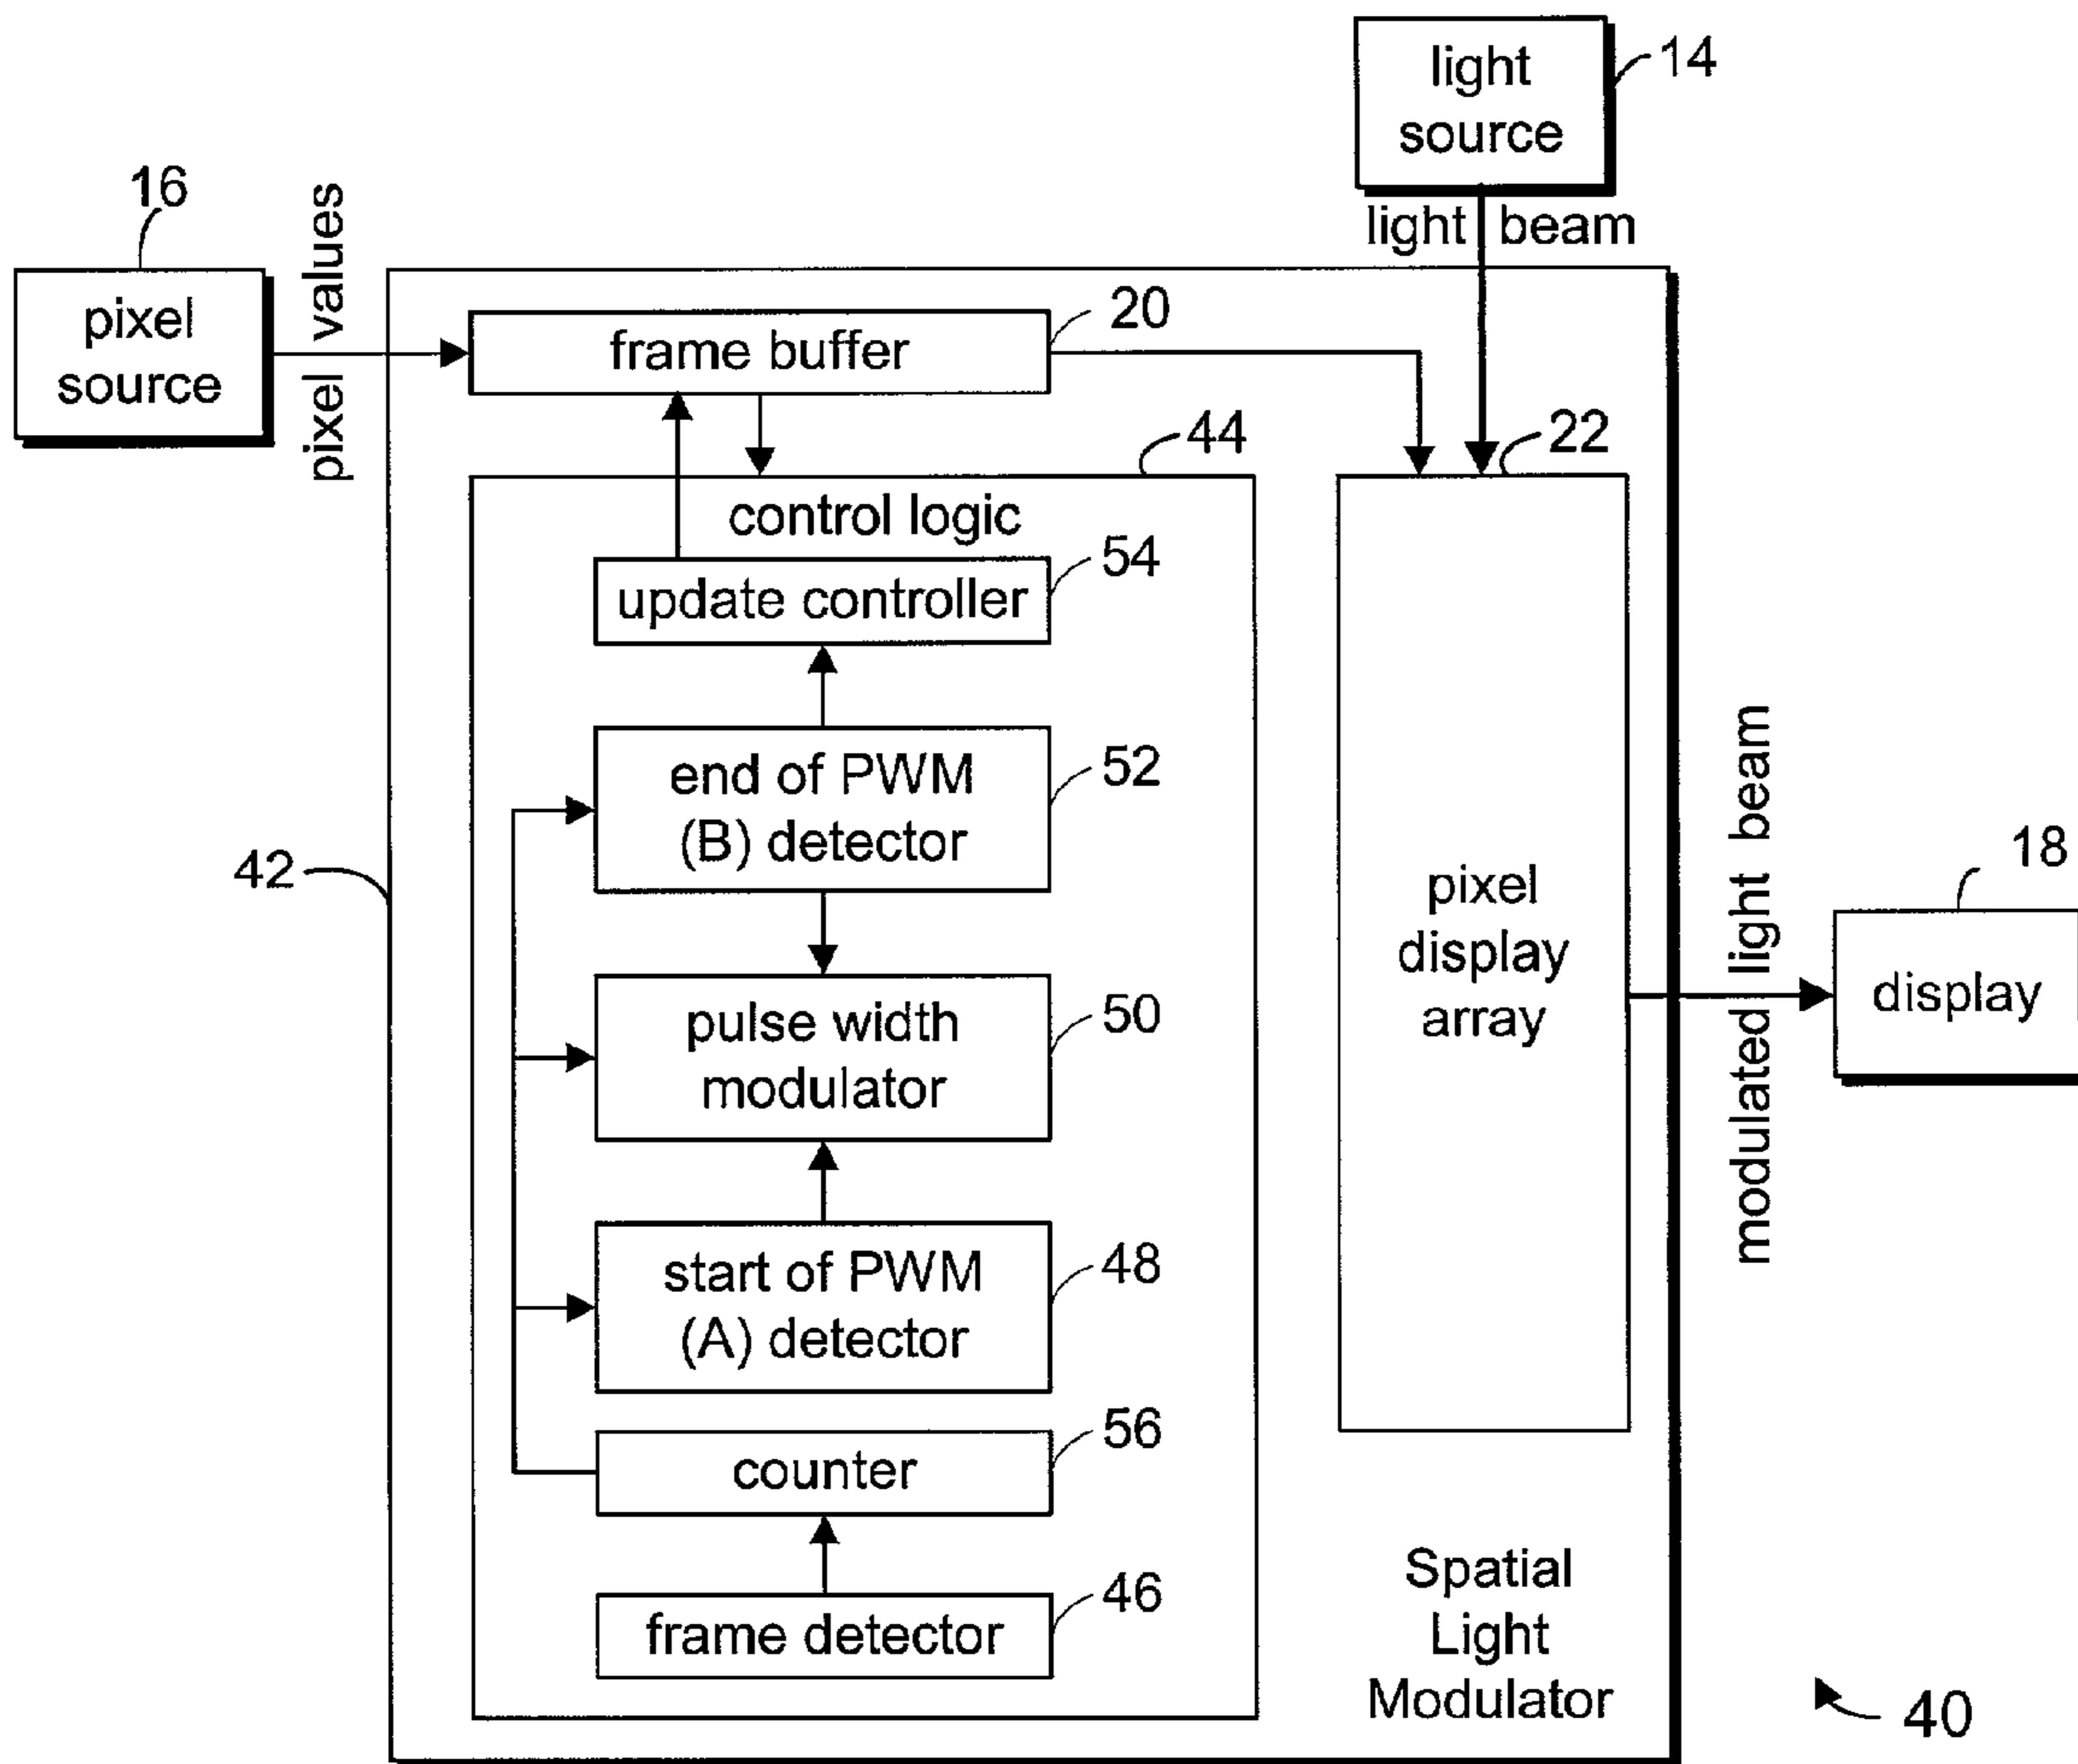 light
source
14
light beam
16
pixel
source
pixel values
frame buffer
20
44
22
control logic
update controller
54
end of PWM
(B) detector
52
42
pulse width
modulator
50
pixel
display
array
modulated light beam
18
display
start of PWM
(A) detector
48
counter
56
frame detector
46
Spatial
Light
Modulator
40